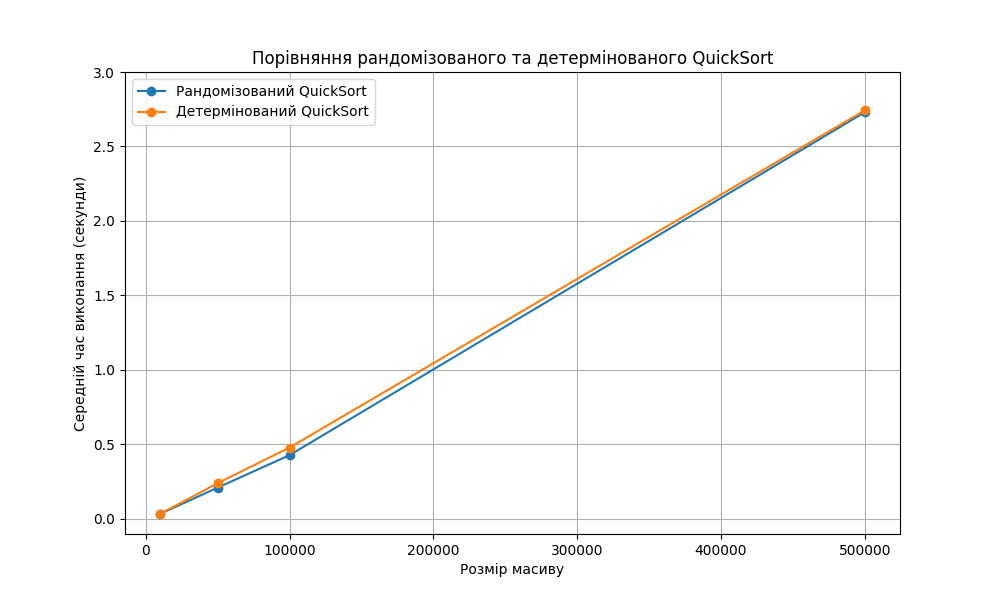 Порівняння рандомізованого та детермінованого QuickSort
Рандомізований QuickSort
Детермінований QuickSort
Середній час виконання (секунди)
3.0
2.5
2.0
1.5
1.0
0.5
0.0
0 100000 200000 300000 400000 500000
Розмір масиву